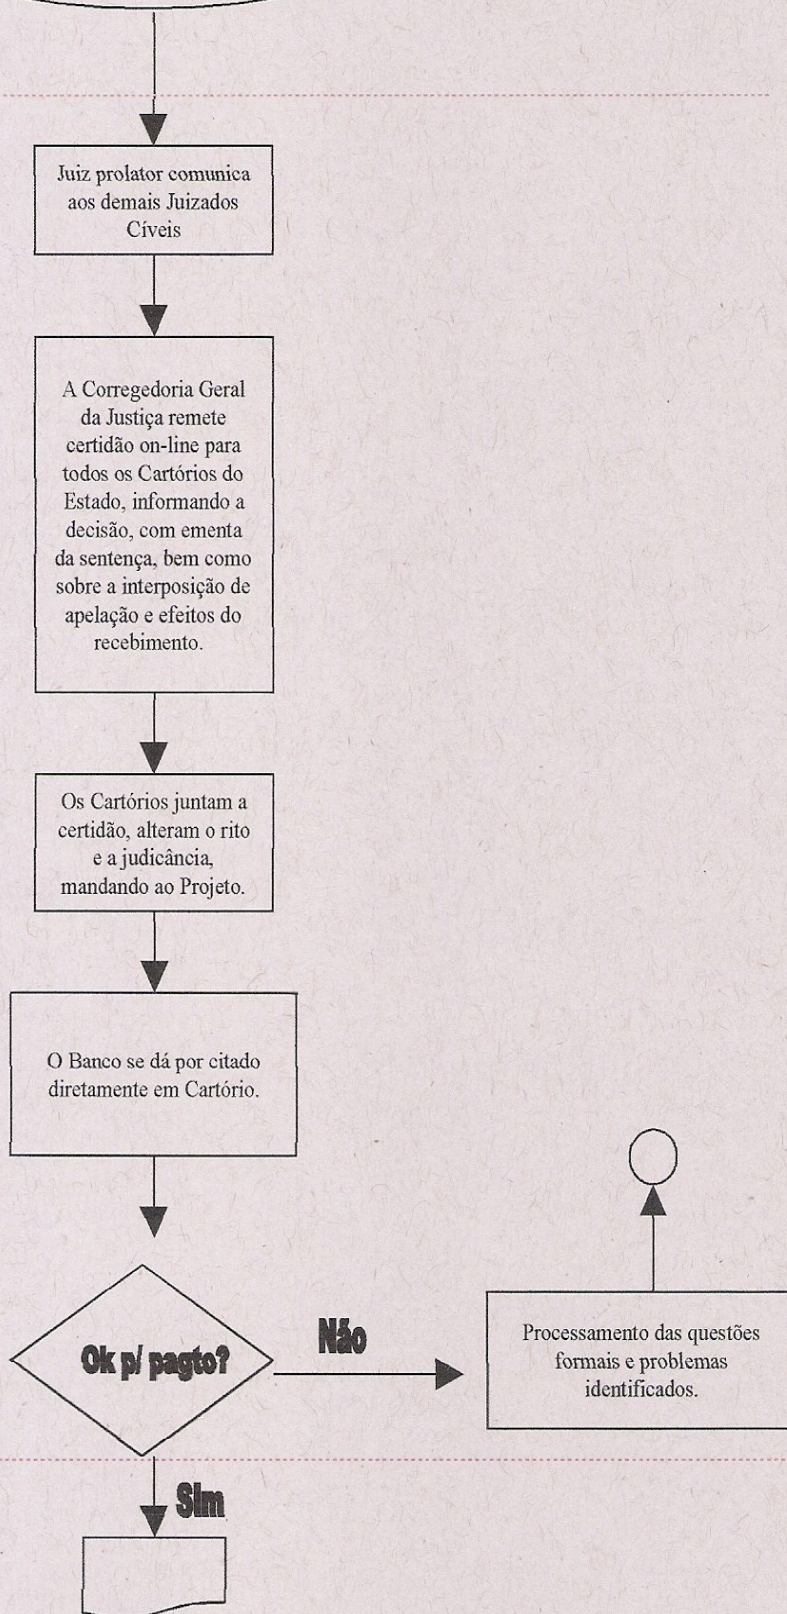 Juiz prolator comunica
aos demais Juizados
Cíveis
A Corregedoria Geral
da Justiça remete
certidão on-line para
todos os Cartórios do
Estado, informando a
decisão, com ementa
da sentença, bem como
sobre a interposição de
apelação e efeitos do
recebimento.
Os Cartórios juntam a
certidão, alteram o rito
e a judicância,
mandando ao Projeto.
O Banco se dá por citado
diretamente em Cartório.
Ok p/ pagto?
Não
Processamento das questões
formais e problemas
identificados.
Sim